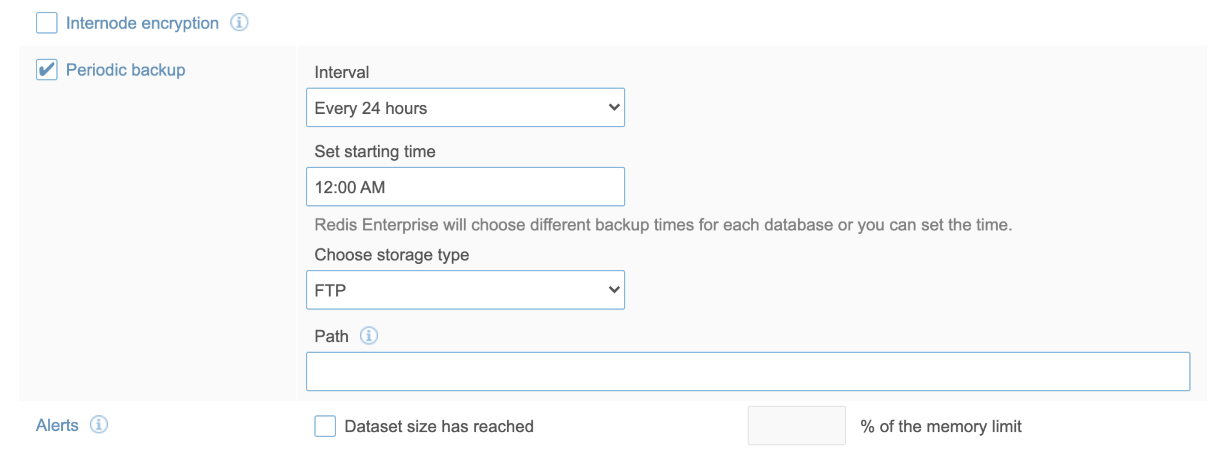 Internode encryption
Periodic backup
Interval
Every 24 hours
Set starting time
12:00 AM
Redis Enterprise will choose different backup times for each database or you can set the time.
Choose storage type
FTP
Path
Alerts
Dataset size has reached % of the memory limit